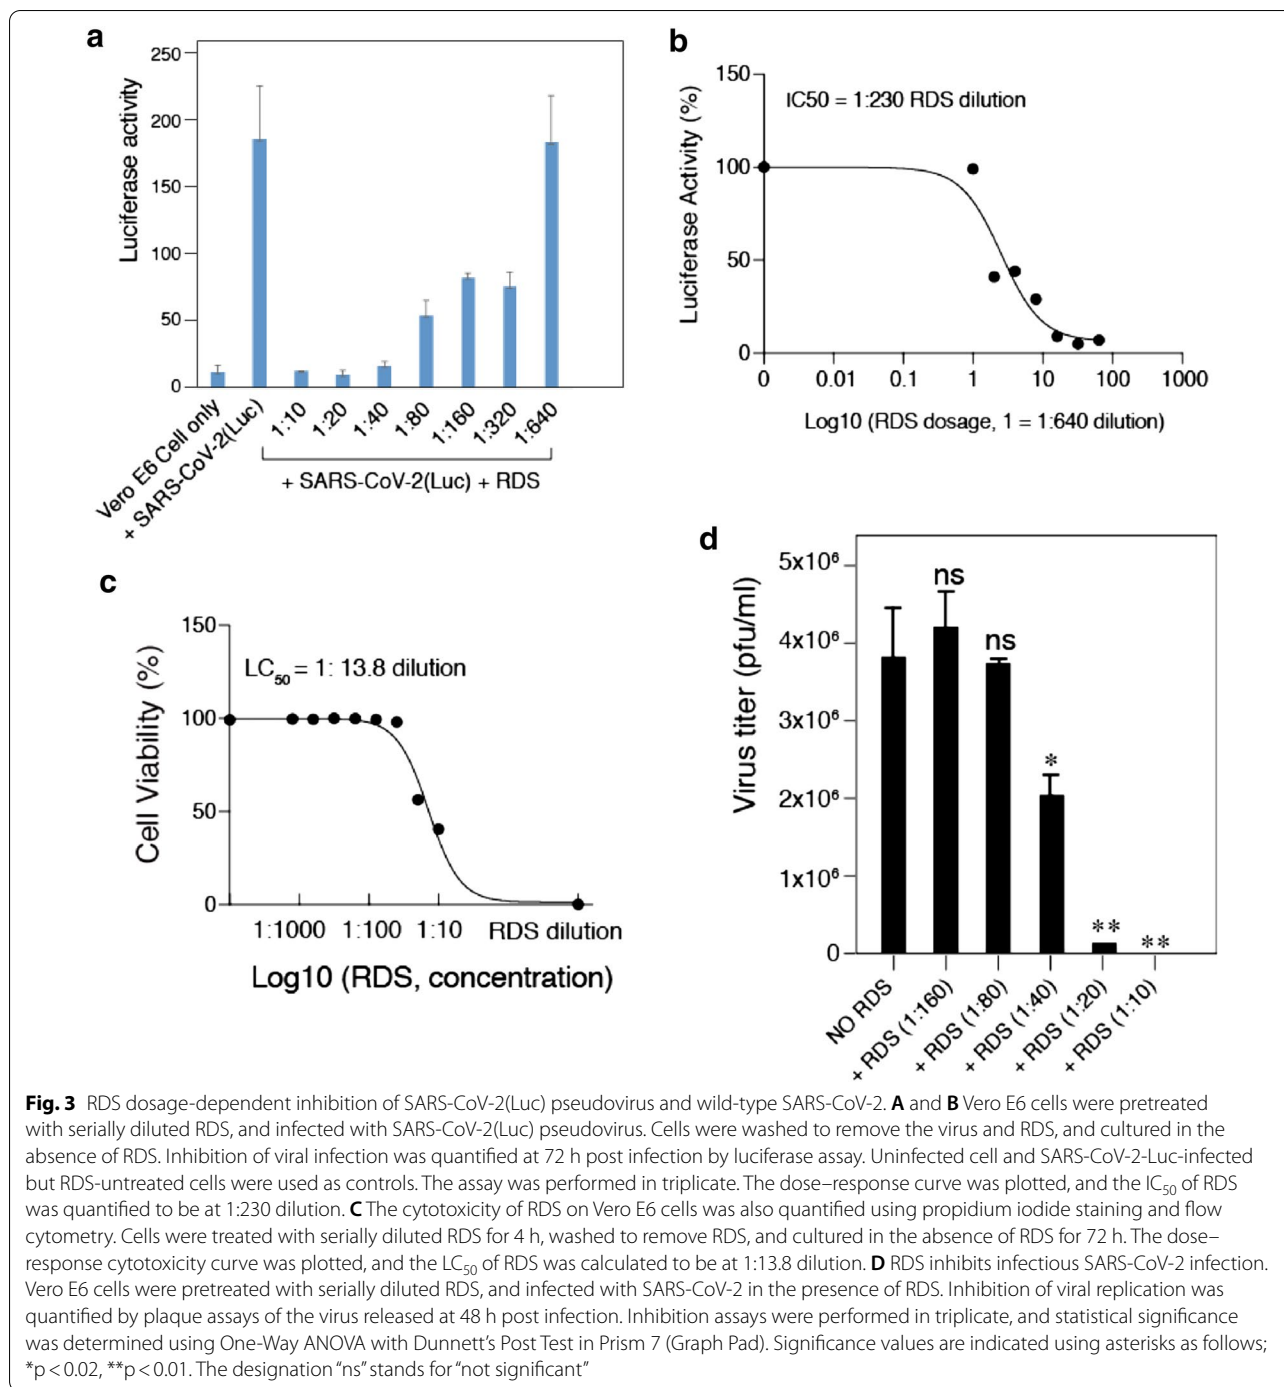 a
250
200
150
100
50
0
Luciferase activity
Vero E6 Cell only
+ SARS-CoV-2(Luc)
1:10
1:20
1:40
1:80
1:160
1:320
1:640
+ SARS-CoV-2(Luc) + RDS
b
150
100
50
0
Luciferase Activity (%)
IC50 = 1:230 RDS dilution
0 0.01 0.1 1 10 100 1000
Log10 (RDS dosage, 1 = 1:640 dilution)
c
150
100
50
0
Cell Viability (%)
LC50 = 1: 13.8 dilution
1:1000 1:100 1:10 RDS dilution
Log10 (RDS, concentration)
d
5x10⁶
4x10⁶
3x10⁶
2x10⁶
1x10⁶
0
Virus titer (pfu/ml)
ns
ns
*
**
**
NO RDS
+ RDS (1:160)
+ RDS (1:80)
+ RDS (1:40)
+ RDS (1:20)
+ RDS (1:10)
Fig. 3 RDS dosage-dependent inhibition of SARS-CoV-2(Luc) pseudovirus and wild-type SARS-CoV-2. A and B Vero E6 cells were pretreated
with serially diluted RDS, and infected with SARS-CoV-2(Luc) pseudovirus. Cells were washed to remove the virus and RDS, and cultured in the
absence of RDS. Inhibition of viral infection was quantified at 72 h post infection by luciferase assay. Uninfected cell and SARS-CoV-2-Luc-infected
but RDS-untreated cells were used as controls. The assay was performed in triplicate. The dose–response curve was plotted, and the IC50 of RDS
was quantified to be at 1:230 dilution. C The cytotoxicity of RDS on Vero E6 cells was also quantified using propidium iodide staining and flow
cytometry. Cells were treated with serially diluted RDS for 4 h, washed to remove RDS, and cultured in the absence of RDS for 72 h. The dose–
response cytotoxicity curve was plotted, and the LC50 of RDS was calculated to be at 1:13.8 dilution. D RDS inhibits infectious SARS-CoV-2 infection.
Vero E6 cells were pretreated with serially diluted RDS, and infected with SARS-CoV-2 in the presence of RDS. Inhibition of viral replication was
quantified by plaque assays of the virus released at 48 h post infection. Inhibition assays were performed in triplicate, and statistical significance
was determined using One-Way ANOVA with Dunnett's Post Test in Prism 7 (Graph Pad). Significance values are indicated using asterisks as follows;
*p < 0.02, **p < 0.01. The designation "ns" stands for "not significant"